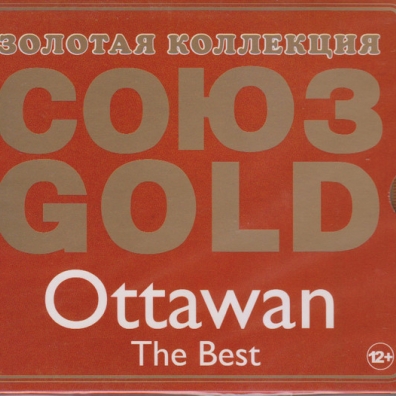 ЗОЛОТАЯ КОЛЛЕКЦИЯ
СОЮЗ
GOLD
Ottawan
The Best
12+